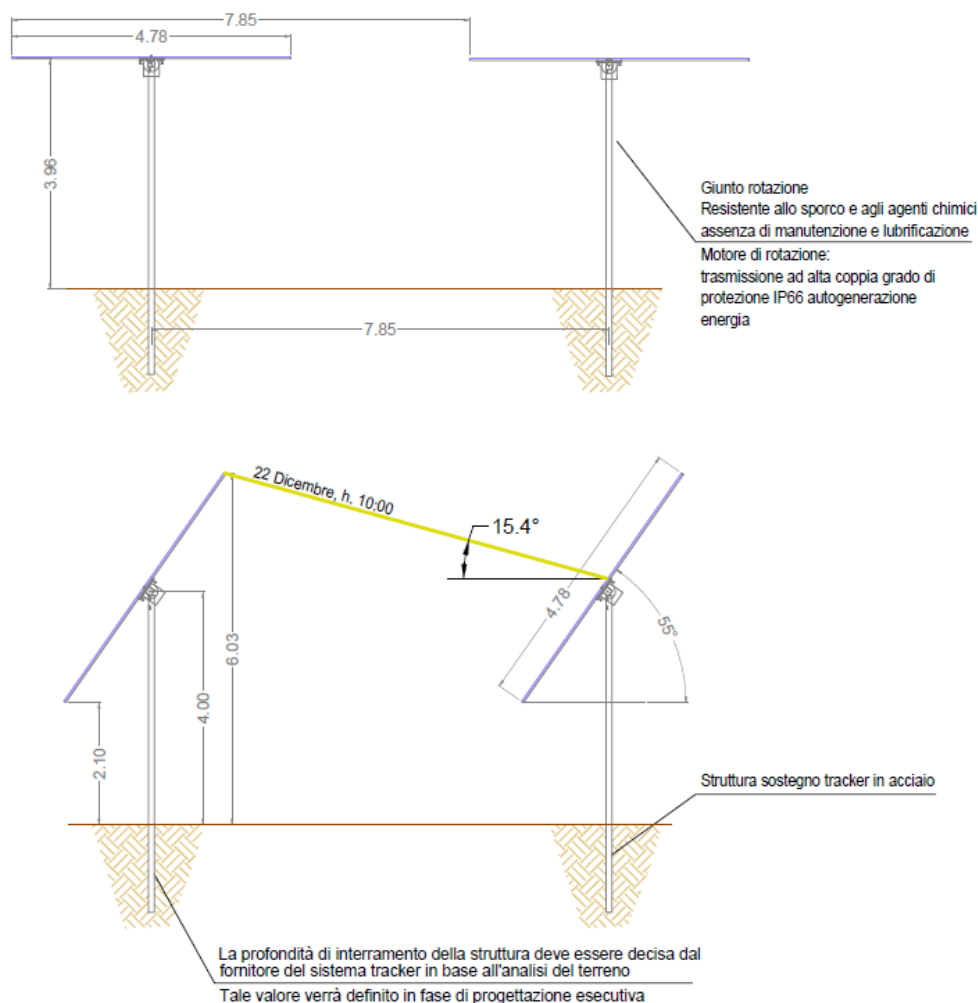 7.85
4.78
3.96
Giunto rotazione
Resistente allo sporco e agli agenti chimici
assenza di manutenzione e lubrificazione
Motore di rotazione:
trasmissione ad alta coppia grado di
protezione IP66 autogenerazione
energia
7.85
22 Dicembre, h. 10:00
15.4°
4.78
55°
6.03
4.00
2.10
Struttura sostegno tracker in acciaio
La profondità di interramento della struttura deve essere decisa dal
fornitore del sistema tracker in base all'analisi del terreno
Tale valore verrà definito in fase di progettazione esecutiva